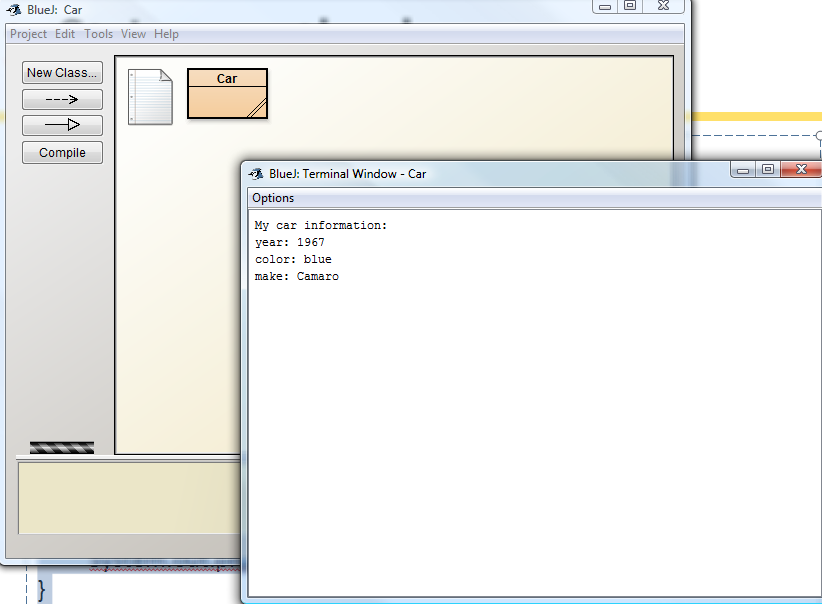 BlueJ: Car
Project Edit Tools View Help
New Class...
Compile
Car
BlueJ: Terminal Window - Car
Options
My car information:
year: 1967
color: blue
make: Camaro
}